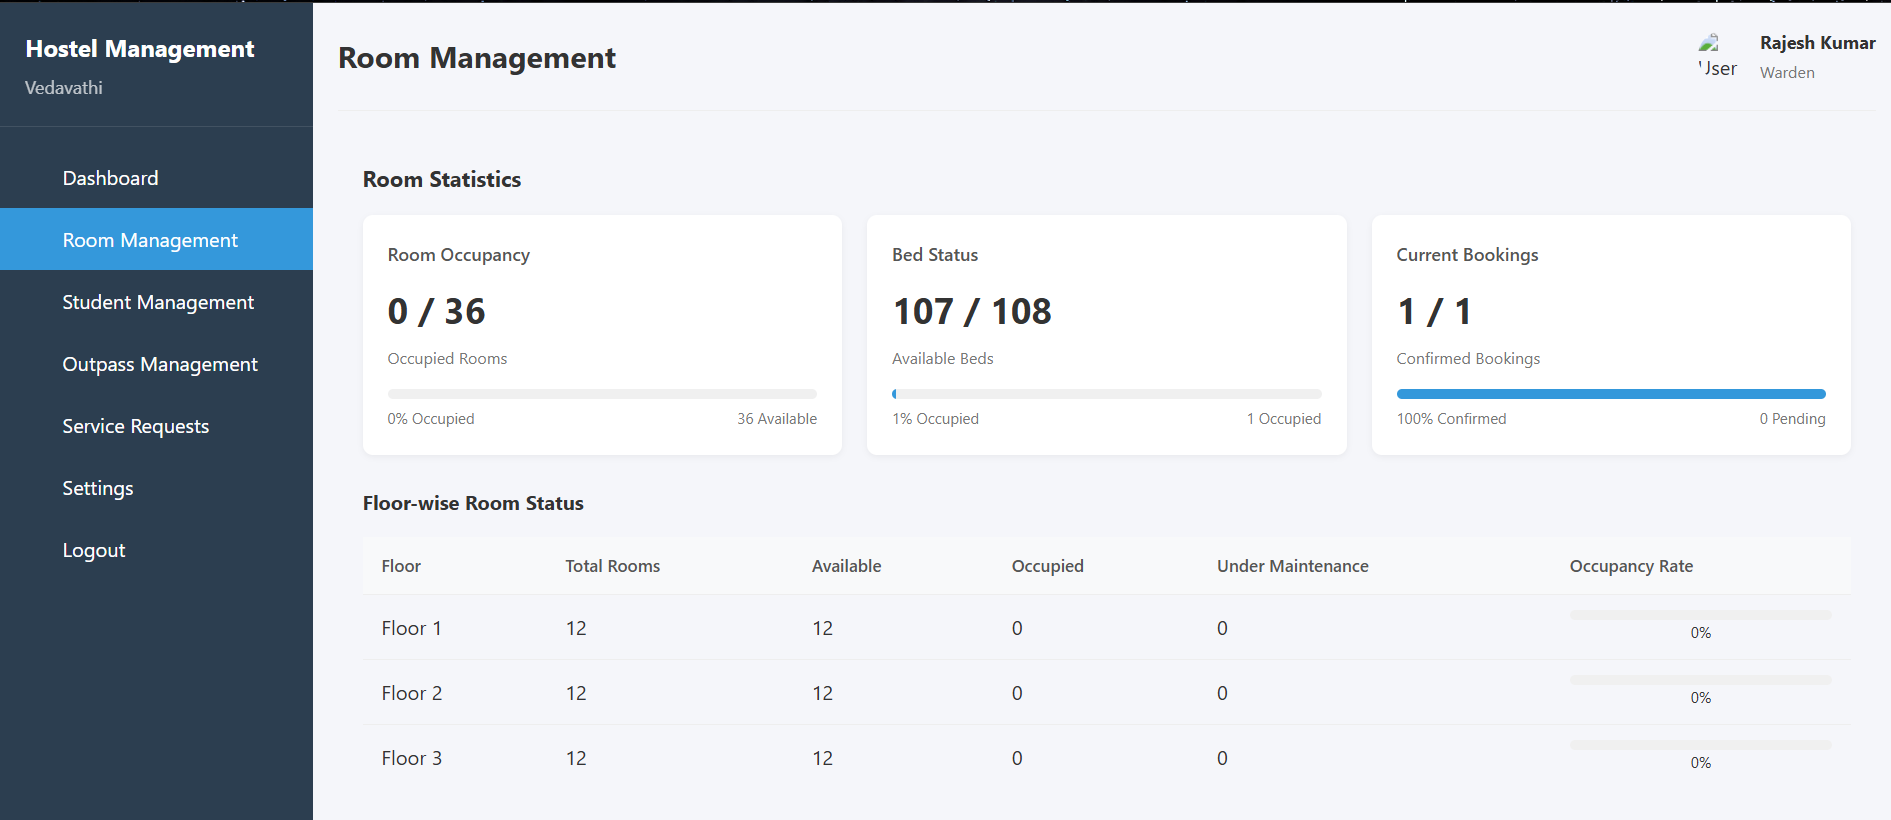 Hostel Management
Vedavathi
Dashboard
Room Management
Student Management
Outpass Management
Service Requests
Settings
Logout
Room Management
User
Rajesh Kumar
Warden
Room Statistics
Room Occupancy
0 / 36
Occupied Rooms
0% Occupied 36 Available
Bed Status
107 / 108
Available Beds
1% Occupied 1 Occupied
Current Bookings
1 / 1
Confirmed Bookings
100% Confirmed 0 Pending
Floor-wise Room Status
Floor Total Rooms Available Occupied Under Maintenance Occupancy Rate
Floor 1 12 12 0 0 0%
Floor 2 12 12 0 0 0%
Floor 3 12 12 0 0 0%